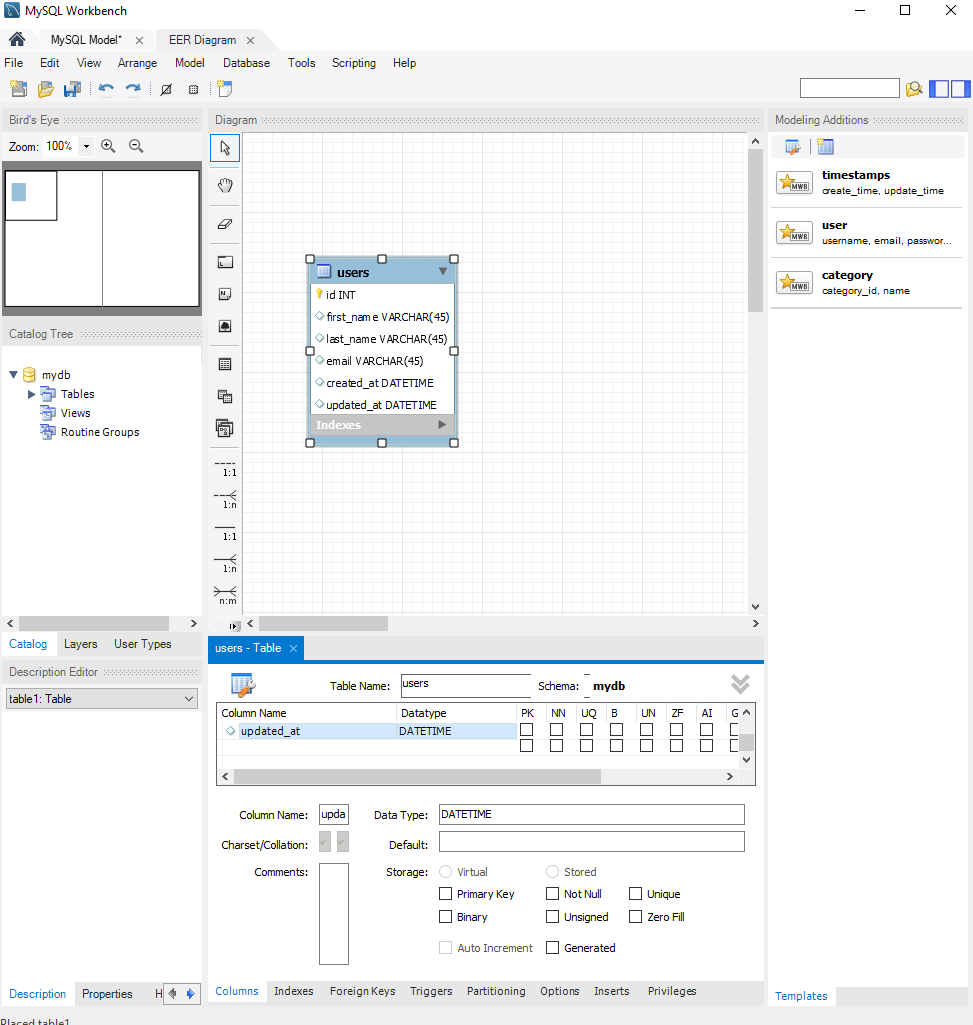 MySQL Workbench
MySQL Model* EER Diagram
File Edit View Arrange Model Database Tools Scripting Help
Bird's Eye
Zoom: 100%
Catalog Tree
mydb
Tables
Views
Routine Groups
Catalog Layers User Types
Description Editor
table1: Table
Description Properties H
Placed table1
Diagram
1:1
1:n
1:1
1:n
n:m
users
id INT
first_name VARCHAR(45)
last_name VARCHAR(45)
email VARCHAR(45)
created_at DATETIME
updated_at DATETIME
Indexes
users - Table
Table Name: users Schema: mydb
Column Name Datatype PK NN UQ B UN ZF AI G
updated_at DATETIME
Column Name: upda Data Type: DATETIME
Charset/Collation: Default:
Comments: Storage: Virtual Stored
Primary Key Not Null Unique
Binary Unsigned Zero Fill
Auto Increment Generated
Columns Indexes Foreign Keys Triggers Partitioning Options Inserts Privileges
Modeling Additions
MWB
timestamps
create_time, update_time
MWB
user
username, email, passwor...
MWB
category
category_id, name
Templates